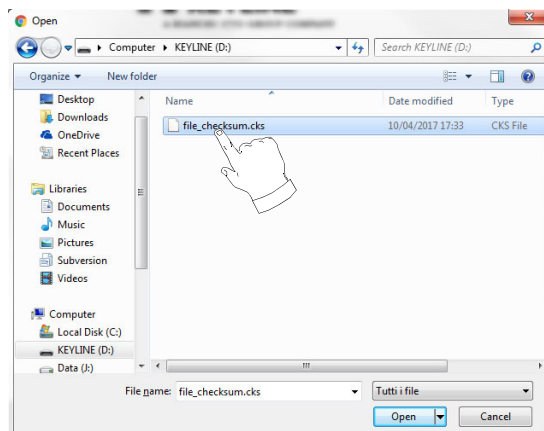 Open
Computer ▸ KEYLINE (D:)
Search KEYLINE (D:)
Organize
New folder
Name
Date modified
Type
file_checksum.cks
10/04/2017 17:33
CKS File
Desktop
Downloads
OneDrive
Recent Places
Libraries
Documents
Music
Pictures
Subversion
Videos
Computer
Local Disk (C:)
KEYLINE (D:)
Data (J:)
File name:
file_checksum.cks
Tutti i file
Open
Cancel